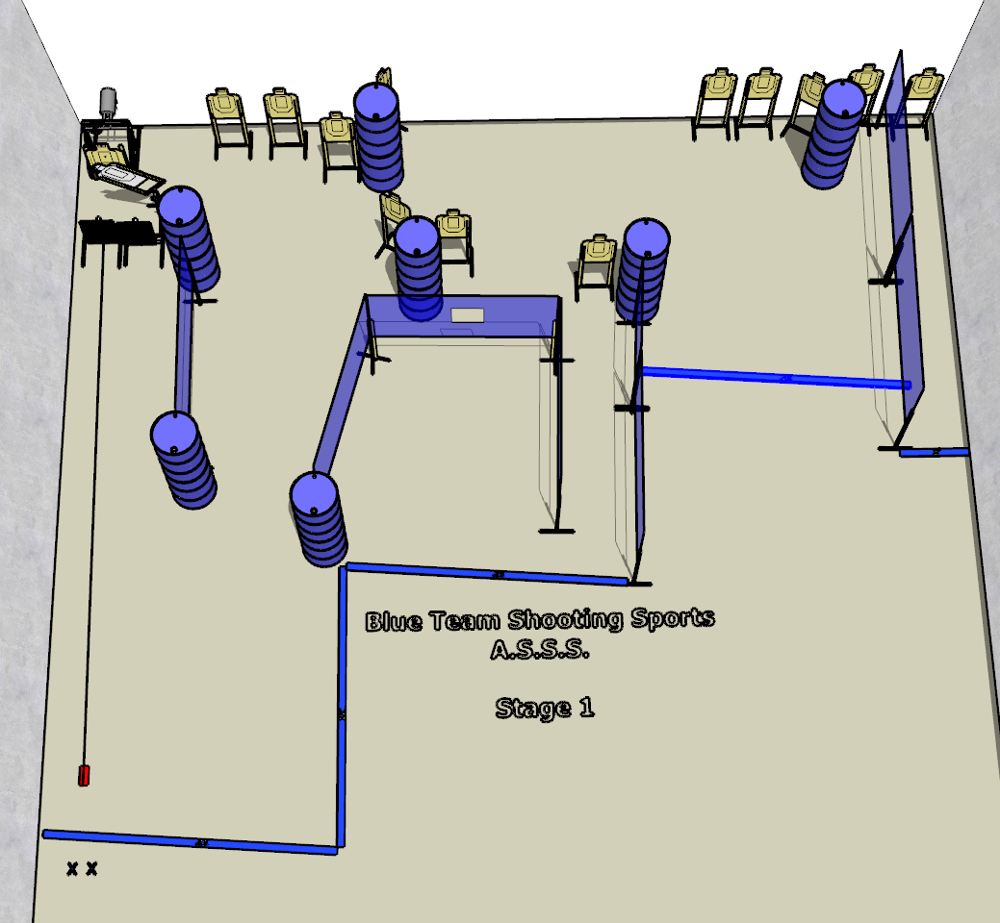 Blue Team Shooting Sports
A.S.S.S.
Stage 1
X X